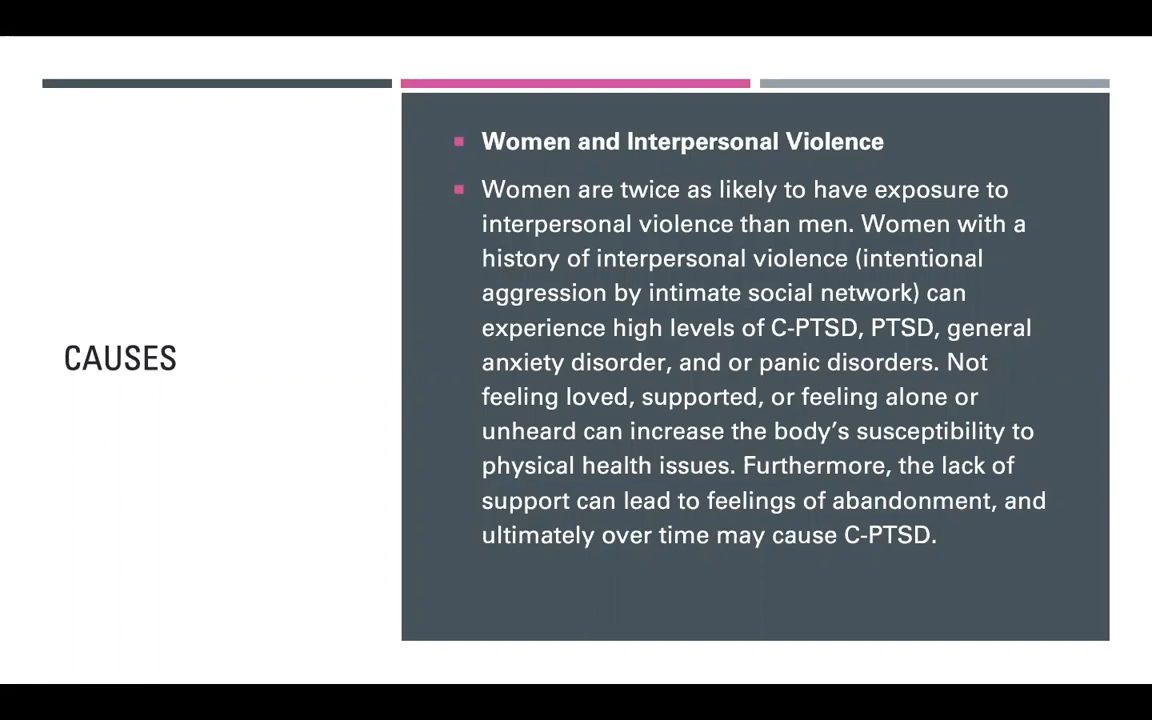 CAUSES
Women and Interpersonal Violence
Women are twice as likely to have exposure to
interpersonal violence than men. Women with a
history of interpersonal violence (intentional
aggression by intimate social network) can
experience high levels of C-PTSD, PTSD, general
anxiety disorder, and or panic disorders. Not
feeling loved, supported, or feeling alone or
unheard can increase the body’s susceptibility to
physical health issues. Furthermore, the lack of
support can lead to feelings of abandonment, and
ultimately over time may cause C-PTSD.